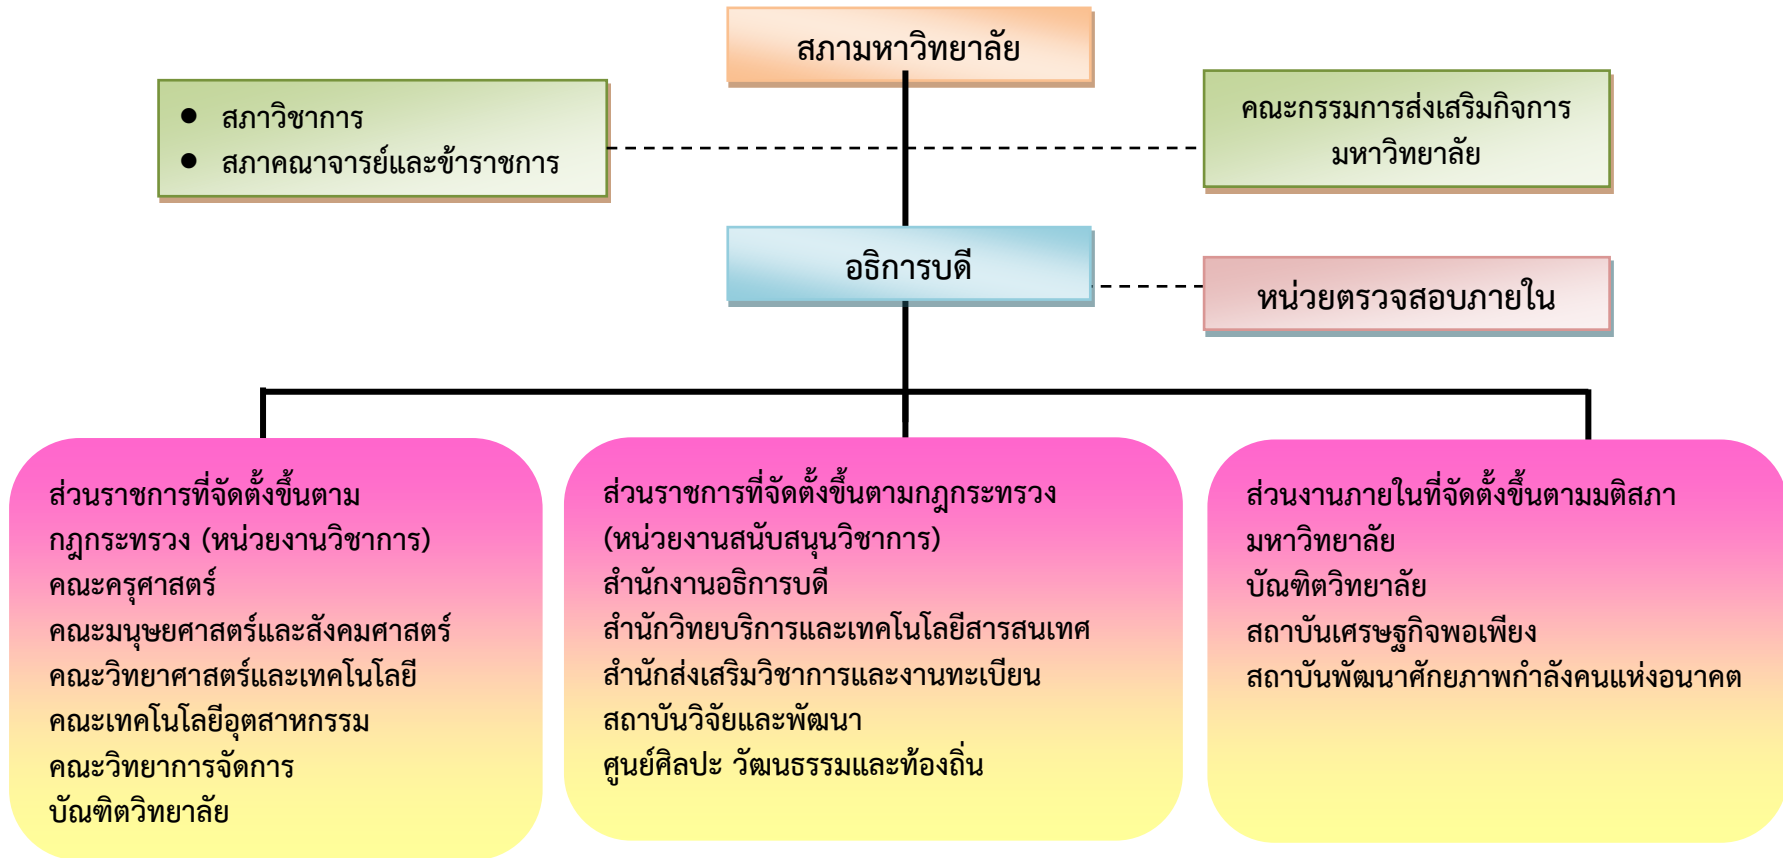 สภามหาวิทยาลัย
● สภาวิชาการ
● สภาคณาจารย์และข้าราชการ
คณะกรรมการส่งเสริมกิจการ
มหาวิทยาลัย
อธิการบดี
หน่วยตรวจสอบภายใน
ส่วนราชการที่จัดตั้งขึ้นตาม
กฎกระทรวง (หน่วยงานวิชาการ)
คณะครุศาสตร์
คณะมนุษยศาสตร์และสังคมศาสตร์
คณะวิทยาศาสตร์และเทคโนโลยี
คณะเทคโนโลยีอุตสาหกรรม
คณะวิทยาการจัดการ
บัณฑิตวิทยาลัย
ส่วนราชการที่จัดตั้งขึ้นตามกฎกระทรวง
(หน่วยงานสนับสนุนวิชาการ)
สำนักงานอธิการบดี
สำนักวิทยบริการและเทคโนโลยีสารสนเทศ
สำนักส่งเสริมวิชาการและงานทะเบียน
สถาบันวิจัยและพัฒนา
ศูนย์ศิลปะ วัฒนธรรมและท้องถิ่น
ส่วนงานภายในที่จัดตั้งขึ้นตามมติสภา
มหาวิทยาลัย
บัณฑิตวิทยาลัย
สถาบันเศรษฐกิจพอเพียง
สถาบันพัฒนาศักยภาพกำลังคนแห่งอนาคต